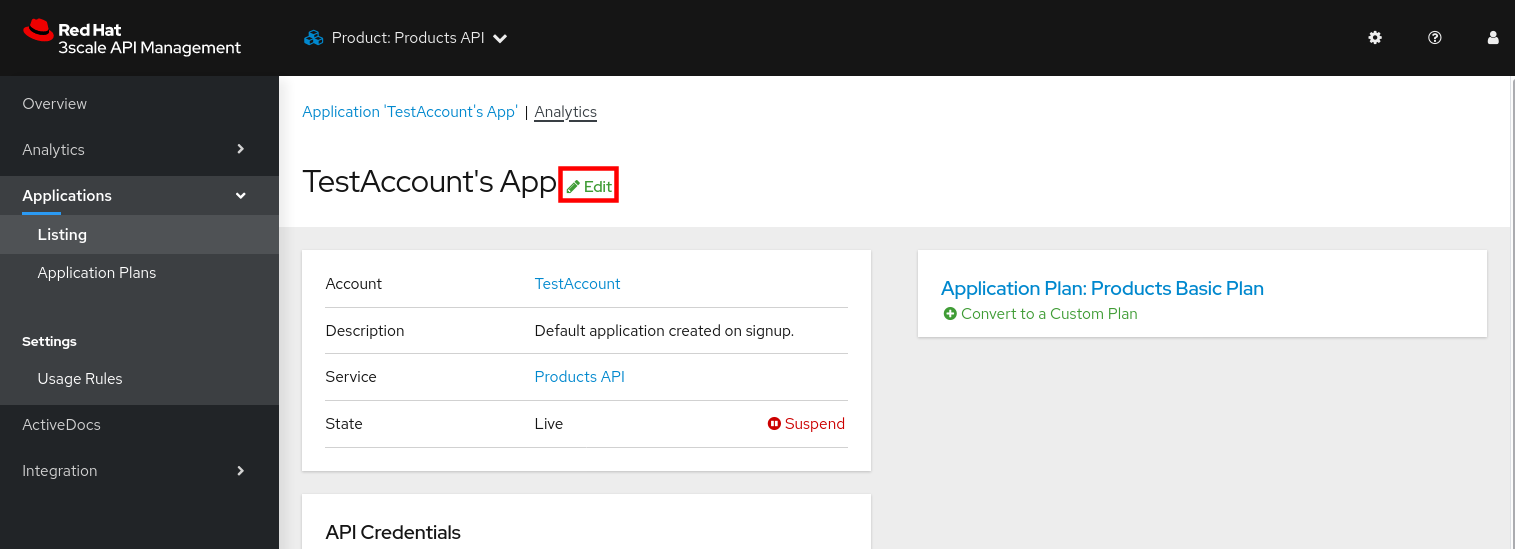 Red Hat
3scale API Management
Product: Products API
Overview
Analytics
Applications
Listing
Application Plans
Settings
Usage Rules
ActiveDocs
Integration
Application 'TestAccount's App' | Analytics
TestAccount's App Edit
Account TestAccount
Description Default application created on signup.
Service Products API
State Live Suspend
API Credentials
Application Plan: Products Basic Plan
Convert to a Custom Plan